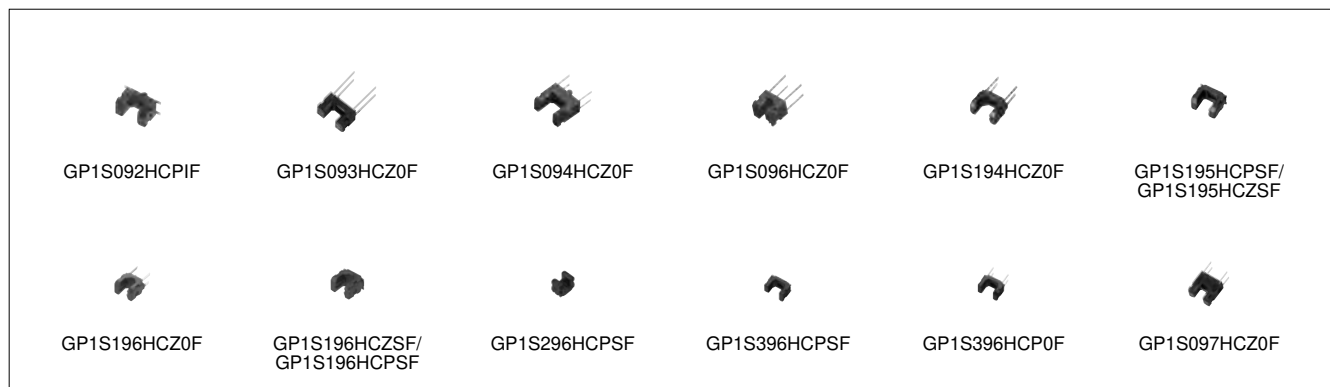 GP1S092HCPIF
GP1S093HCZ0F
GP1S094HCZ0F
GP1S096HCZ0F
GP1S194HCZ0F
GP1S195HCPSF/
GP1S195HCZSF
GP1S196HCZ0F
GP1S196HCZSF/
GP1S196HCPSF
GP1S296HCPSF
GP1S396HCPSF
GP1S396HCP0F
GP1S097HCZ0F